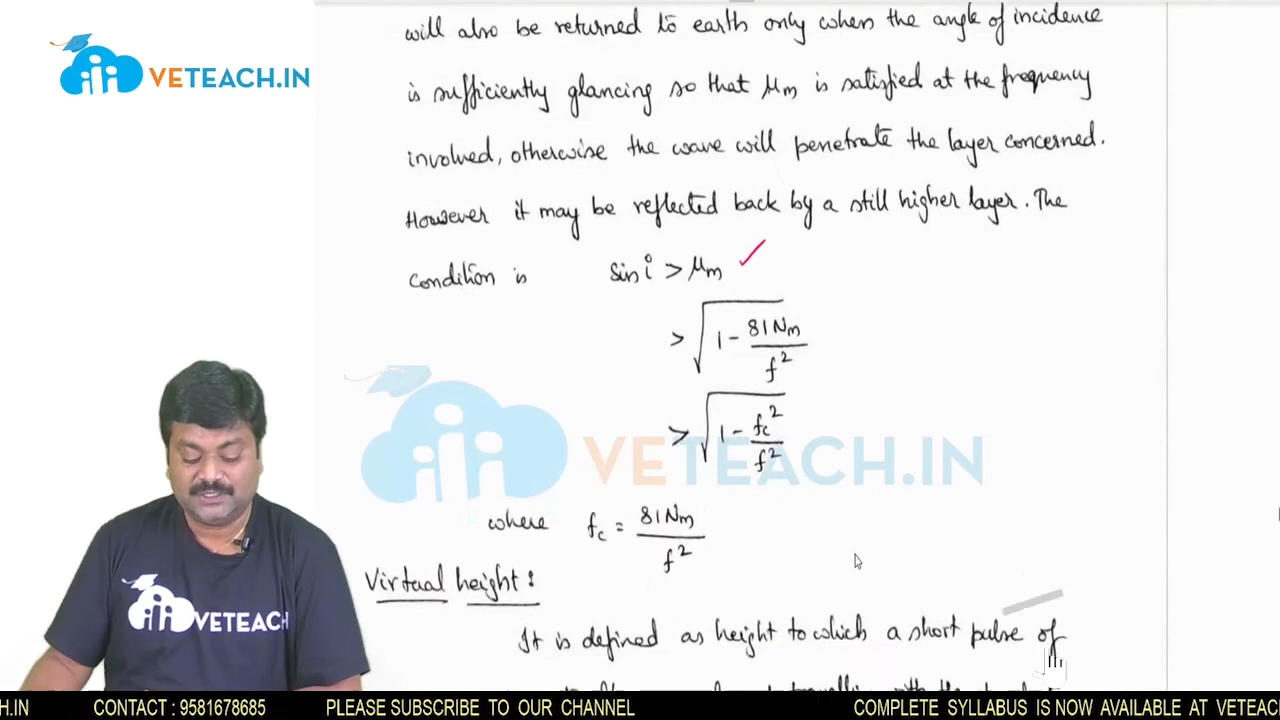 will also be returned to earth only when the angle of incidence
VETEACH.IN
is sufficiently glancing so that μm is satisfied at the frequency
involved, otherwise the wave will penetrate the layer concerned.
However it may be reflected back by a still higher layer. The
condition is sin i > μm ✓
> √(1 - 81Nm/f²)
> √(1 - fc²/f²)
VETEACH.IN
where fc = 81Nm/f²
Virtual height:
VETEACH
It is defined as height to which a short pulse of
H.IN CONTACT : 9581678685 PLEASE SUBSCRIBE TO OUR CHANNEL COMPLETE SYLLABUS IS NOW AVAILABLE AT VETEAC